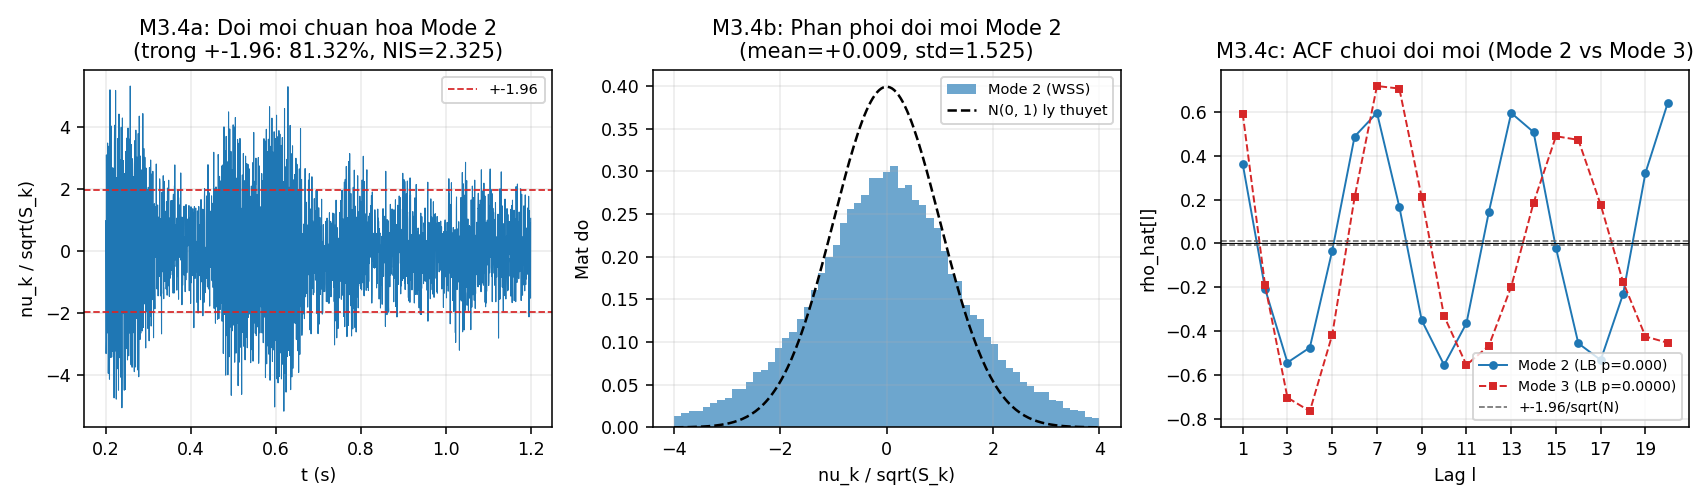 M3.4a: Doi moi chuan hoa Mode 2
(trong +-1.96: 81.32%, NIS=2.325)
+-1.96
nu_k / sqrt(S_k)
4
2
0
−2
−4
0.2 0.4 0.6 0.8 1.0 1.2
t (s)
M3.4b: Phan phoi doi moi Mode 2
(mean=+0.009, std=1.525)
Mode 2 (WSS)
N(0, 1) ly thuyet
Mat do
0.40
0.35
0.30
0.25
0.20
0.15
0.10
0.05
0.00
−4 −2 0 2 4
nu_k / sqrt(S_k)
M3.4c: ACF chuoi doi moi (Mode 2 vs Mode 3)
rho_hat[l]
0.6
0.4
0.2
0.0
−0.2
−0.4
−0.6
−0.8
Mode 2 (LB p=0.000)
Mode 3 (LB p=0.0000)
+-1.96/sqrt(N)
1 3 5 7 9 11 13 15 17 19
Lag l